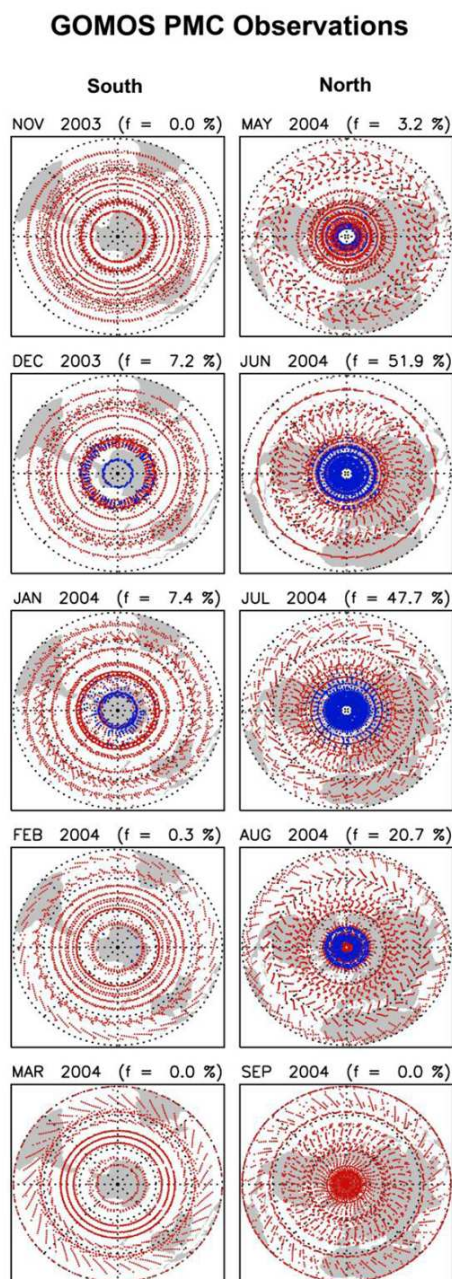 GOMOS PMC Observations
South North
NOV 2003 (f = 0.0 %) MAY 2004 (f = 3.2 %)
DEC 2003 (f = 7.2 %) JUN 2004 (f = 51.9 %)
JAN 2004 (f = 7.4 %) JUL 2004 (f = 47.7 %)
FEB 2004 (f = 0.3 %) AUG 2004 (f = 20.7 %)
MAR 2004 (f = 0.0 %) SEP 2004 (f = 0.0 %)